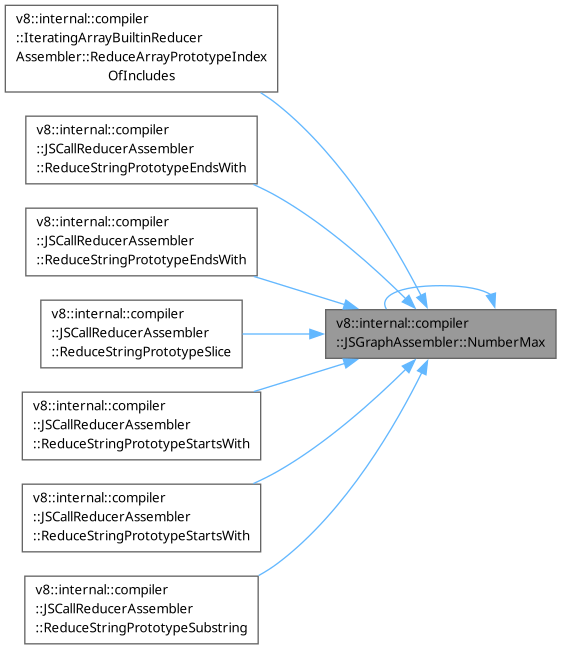 v8::internal::compiler
::IteratingArrayBuiltinReducer
Assembler::ReduceArrayPrototypeIndex
OfIncludes
v8::internal::compiler
::JSCallReducerAssembler
::ReduceStringPrototypeEndsWith
v8::internal::compiler
::JSCallReducerAssembler
::ReduceStringPrototypeEndsWith
v8::internal::compiler
::JSCallReducerAssembler
::ReduceStringPrototypeSlice
v8::internal::compiler
::JSGraphAssembler::NumberMax
v8::internal::compiler
::JSCallReducerAssembler
::ReduceStringPrototypeStartsWith
v8::internal::compiler
::JSCallReducerAssembler
::ReduceStringPrototypeStartsWith
v8::internal::compiler
::JSCallReducerAssembler
::ReduceStringPrototypeSubstring